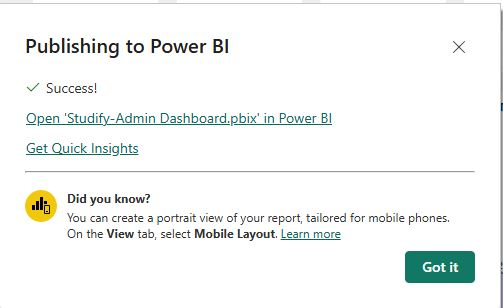 Publishing to Power BI
Success!
Open 'Studify-Admin Dashboard.pbix' in Power BI
Get Quick Insights
Did you know?
You can create a portrait view of your report, tailored for mobile phones.
On the View tab, select Mobile Layout. Learn more
Got it